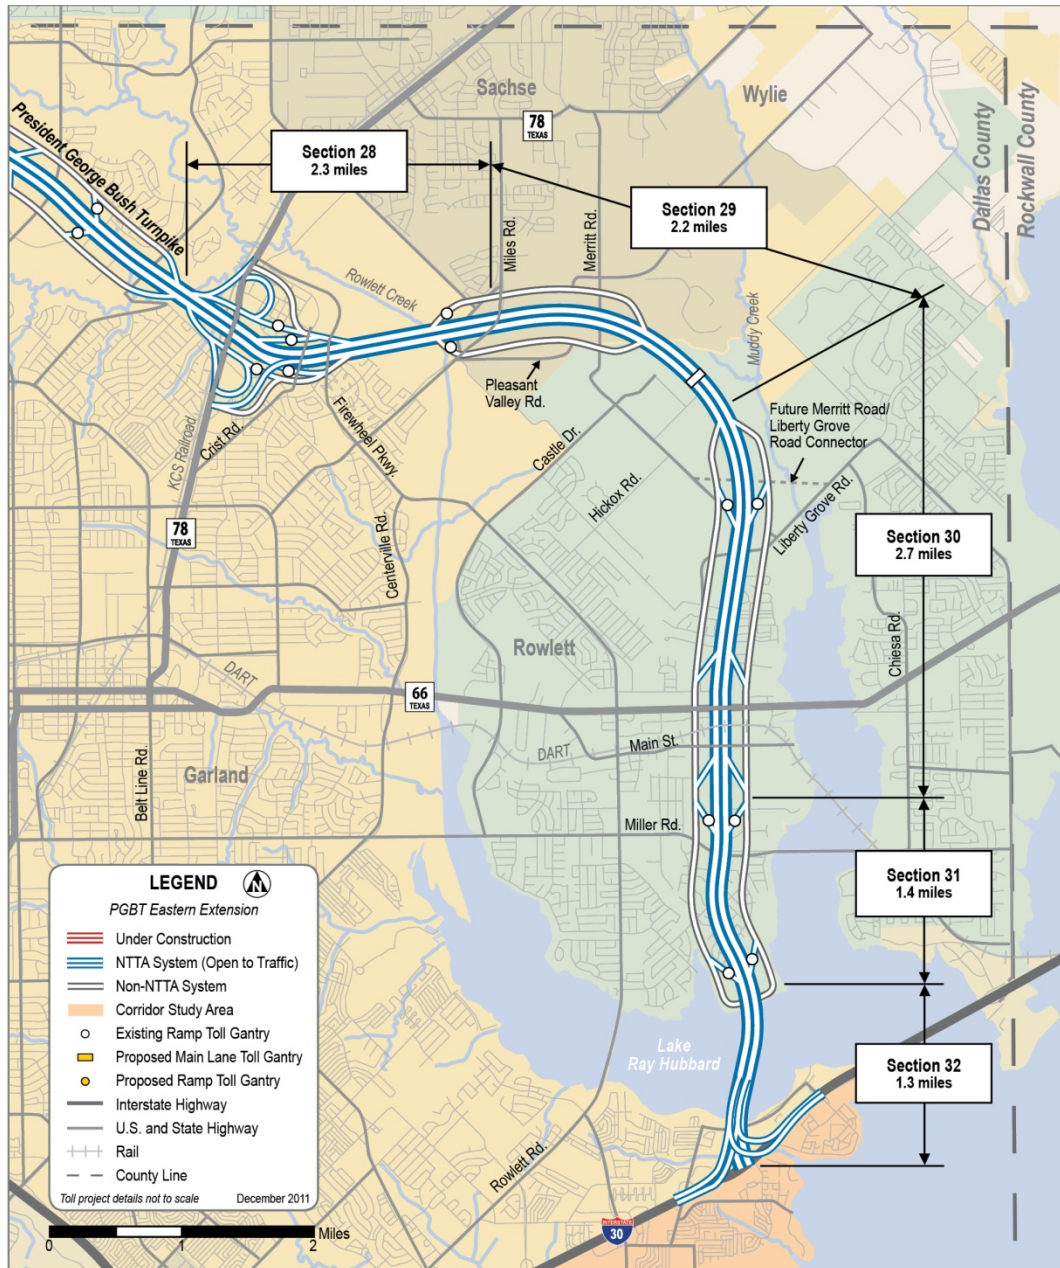 Sachse
Wylie
78
TEXAS
Dallas County
Rockwall County
President George Bush Turnpike
Section 28
2.3 miles
Section 29
2.2 miles
Miles Rd.
Merritt Rd.
Rowlett Creek
Muddy Creek
Pleasant
Valley Rd.
Future Merritt Road/
Liberty Grove
Road Connector
KCS Railroad
Crist Rd.
Firewheel Pkwy.
Castle Dr.
Hickox Rd.
Liberty Grove Rd.
78
TEXAS
Centerville Rd.
Section 30
2.7 miles
Rowlett
Chiesa Rd.
DART
66
TEXAS
DART
Main St.
Garland
Belt Line Rd.
Miller Rd.
Section 31
1.4 miles
Lake
Ray Hubbard
Section 32
1.3 miles
Rowlett Rd.
INTERSTATE
30
LEGEND
N
PGBT Eastern Extension
Under Construction
NTTA System (Open to Traffic)
Non-NTTA System
Corridor Study Area
Existing Ramp Toll Gantry
Proposed Main Lane Toll Gantry
Proposed Ramp Toll Gantry
Interstate Highway
U.S. and State Highway
Rail
County Line
Toll project details not to scale
December 2011
Miles
0 1 2